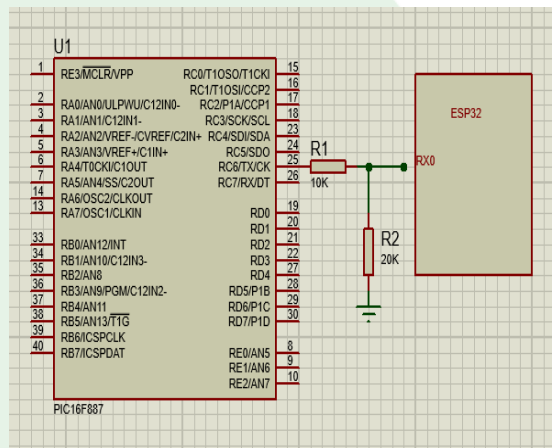 U1
1 RE3/MCLR/VPP
2 RA0/AN0/ULPWU/C12IN0-
3 RA1/AN1/C12IN1-
4 RA2/AN2/VREF-/CVREF/C2IN+
5 RA3/AN3/VREF+/C1IN+
6 RA4/T0CKI/C1OUT
7 RA5/AN4/SS/C2OUT
14 RA6/OSC2/CLKOUT
13 RA7/OSC1/CLKIN
33 RB0/AN12/INT
34 RB1/AN10/C12IN3-
35 RB2/AN8
36 RB3/AN9/PGM/C12IN2-
37 RB4/AN11
38 RB5/AN13/T1G
39 RB6/ICSPCLK
40 RB7/ICSPDAT
RC0/T1OSO/T1CKI 15
RC1/T1OSI/CCP2 16
RC2/P1A/CCP1 17
RC3/SCK/SCL 18
RC4/SDI/SDA 23
RC5/SDO 24
RC6/TX/CK 25
RC7/RX/DT 26
RD0 19
RD1 20
RD2 21
RD3 22
RD4 27
RD5/P1B 28
RD6/P1C 29
RD7/P1D 30
RE0/AN5 8
RE1/AN6 9
RE2/AN7 10
PIC16F887
R1
10K
R2
20K
ESP32
RX0